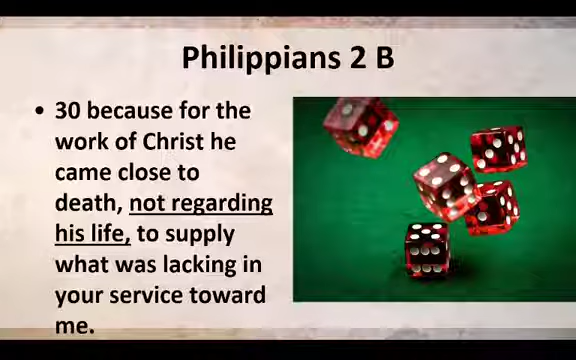 Philippians 2 B
• 30 because for the
work of Christ he
came close to
death, not regarding
his life, to supply
what was lacking in
your service toward
me.